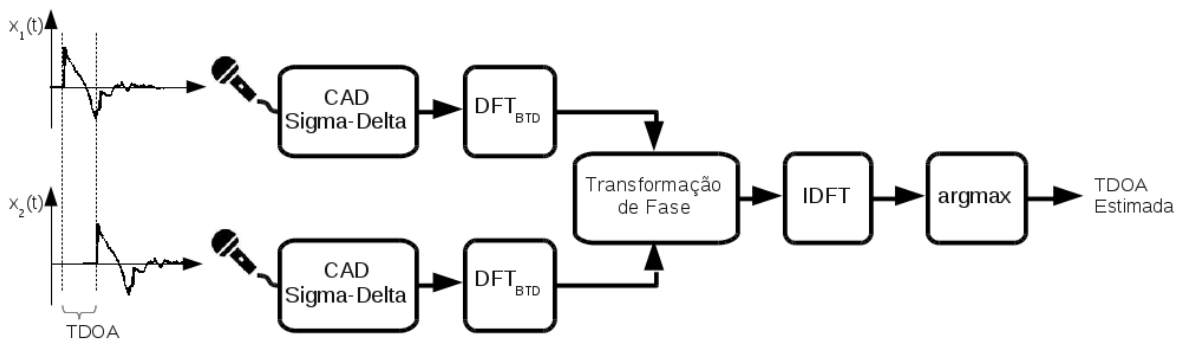 x1(t)
CAD
Sigma-Delta
DFTBTD
Transformação
de Fase
IDFT
argmax
TDOA
Estimada
x2(t)
CAD
Sigma-Delta
DFTBTD
TDOA